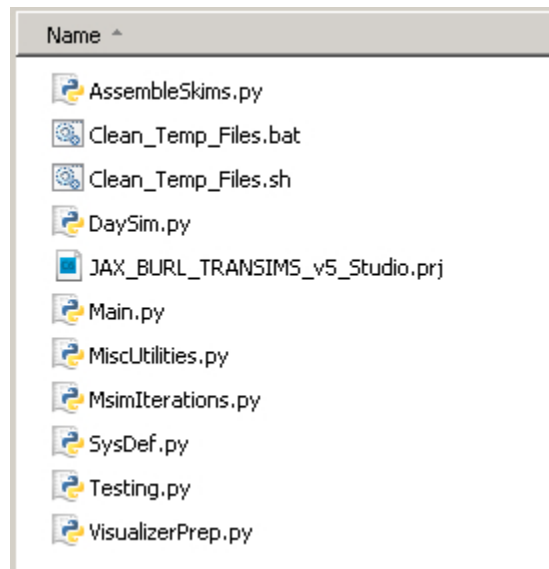 Name
AssembleSkims.py
Clean_Temp_Files.bat
Clean_Temp_Files.sh
DaySim.py
JAX_BURL_TRANSIMS_v5_Studio.prj
Main.py
MiscUtilities.py
MsimIterations.py
SysDef.py
Testing.py
VisualizerPrep.py